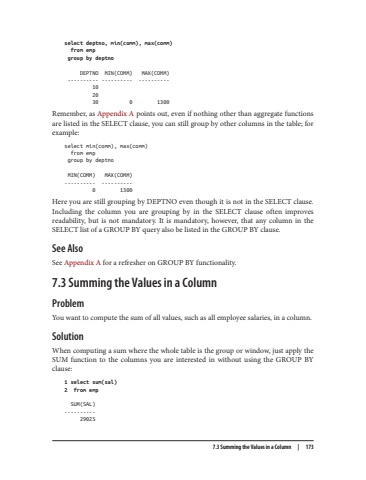 select deptno, min(comm), max(comm)
from emp
group by deptno
DEPTNO MIN(COMM) MAX(COMM)
---------- ---------- ----------
10
20
30 0 1300
Remember, as Appendix A points out, even if nothing other than aggregate functions
are listed in the SELECT clause, you can still group by other columns in the table; for
example:
select min(comm), max(comm)
from emp
group by deptno
MIN(COMM) MAX(COMM)
---------- ----------
0 1300
Here you are still grouping by DEPTNO even though it is not in the SELECT clause.
Including the column you are grouping by in the SELECT clause often improves
readability, but is not mandatory. It is mandatory, however, that any column in the
SELECT list of a GROUP BY query also be listed in the GROUP BY clause.
See Also
See Appendix A for a refresher on GROUP BY functionality.
7.3 Summing the Values in a Column
Problem
You want to compute the sum of all values, such as all employee salaries, in a column.
Solution
When computing a sum where the whole table is the group or window, just apply the
SUM function to the columns you are interested in without using the GROUP BY
clause:
1 select sum(sal)
2 from emp
SUM(SAL)
----------
29025
7.3 Summing the Values in a Column | 173